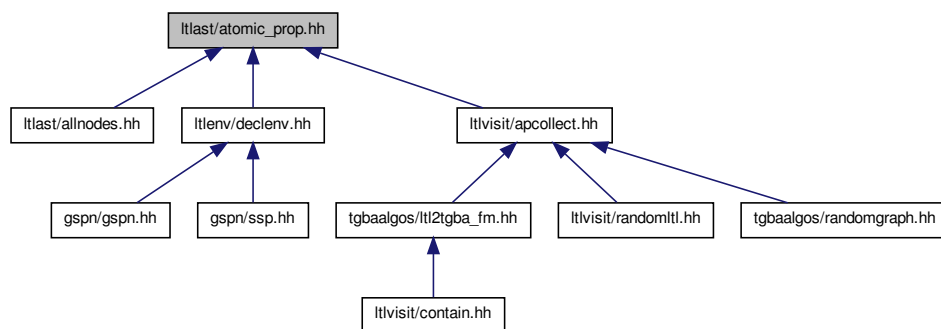 ltlast/atomic_prop.hh
ltlast/allnodes.hh
ltlenv/declenv.hh
ltlvisit/apcollect.hh
gspn/gspn.hh
gspn/ssp.hh
tgbaalgos/ltl2tgba_fm.hh
ltlvisit/randomltl.hh
tgbaalgos/randomgraph.hh
ltlvisit/contain.hh